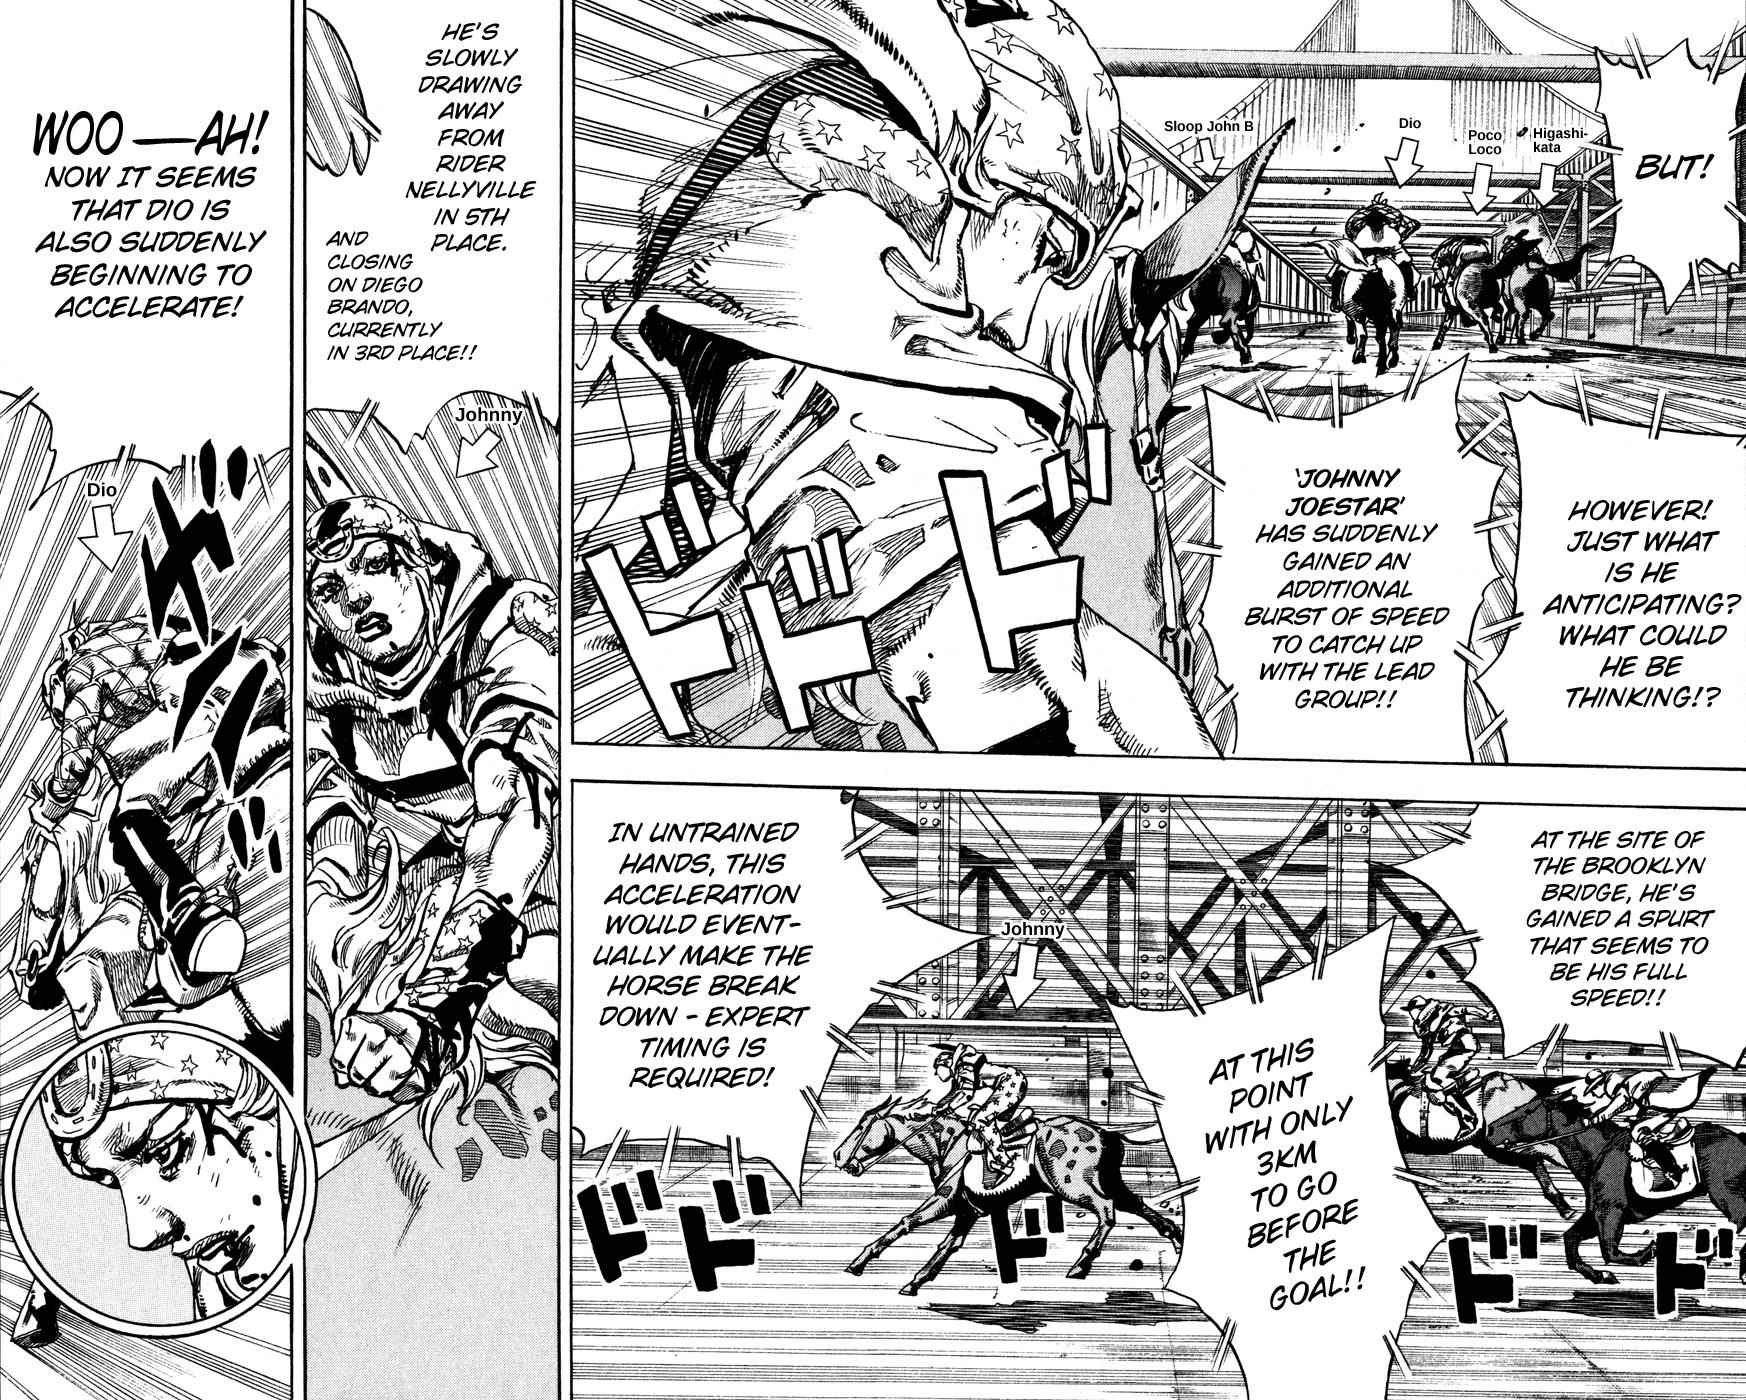 BUT!
Higashi-
kata
Poco
Loco
Dio
Sloop John B
HOWEVER!
JUST WHAT
IS HE
ANTICIPATING?
WHAT COULD
HE BE
THINKING!?
'JOHNNY
JOESTAR'
HAS SUDDENLY
GAINED AN
ADDITIONAL
BURST OF SPEED
TO CATCH UP
WITH THE LEAD
GROUP!!
ドドド
AT THE SITE OF
THE BROOKLYN
BRIDGE, HE'S
GAINED A SPURT
THAT SEEMS TO
BE HIS FULL
SPEED!!
ドド
AT THIS
POINT
WITH ONLY
3KM
TO GO
BEFORE
THE
GOAL!!
Johnny
IN UNTRAINED
HANDS, THIS
ACCELERATION
WOULD EVENT-
UALLY MAKE THE
HORSE BREAK
DOWN - EXPERT
TIMING IS
REQUIRED!
ドドド
HE'S
SLOWLY
DRAWING
AWAY
FROM
RIDER
NELLYVILLE
IN 5TH
PLACE.
AND
CLOSING
ON DIEGO
BRANDO,
CURRENTLY
IN 3RD PLACE!!
Johnny
WOO—AH!
NOW IT SEEMS
THAT DIO IS
ALSO SUDDENLY
BEGINNING TO
ACCELERATE!
Dio